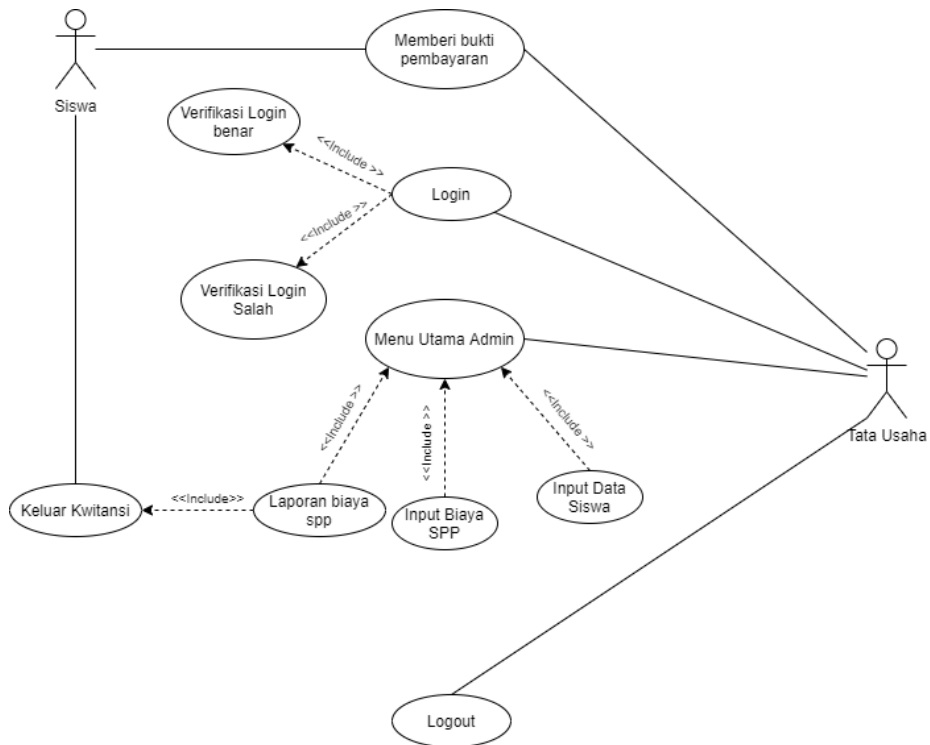 Memberi bukti
pembayaran
Siswa
Verifikasi Login
benar
<<Include >>
Login
<<Include >>
Verifikasi Login
Salah
Menu Utama Admin
Tata Usaha
<<Include >>
<<Include >>
<<Include >>
Keluar Kwitansi
<<Include>>
Laporan biaya
spp
Input Biaya
SPP
Input Data
Siswa
Logout